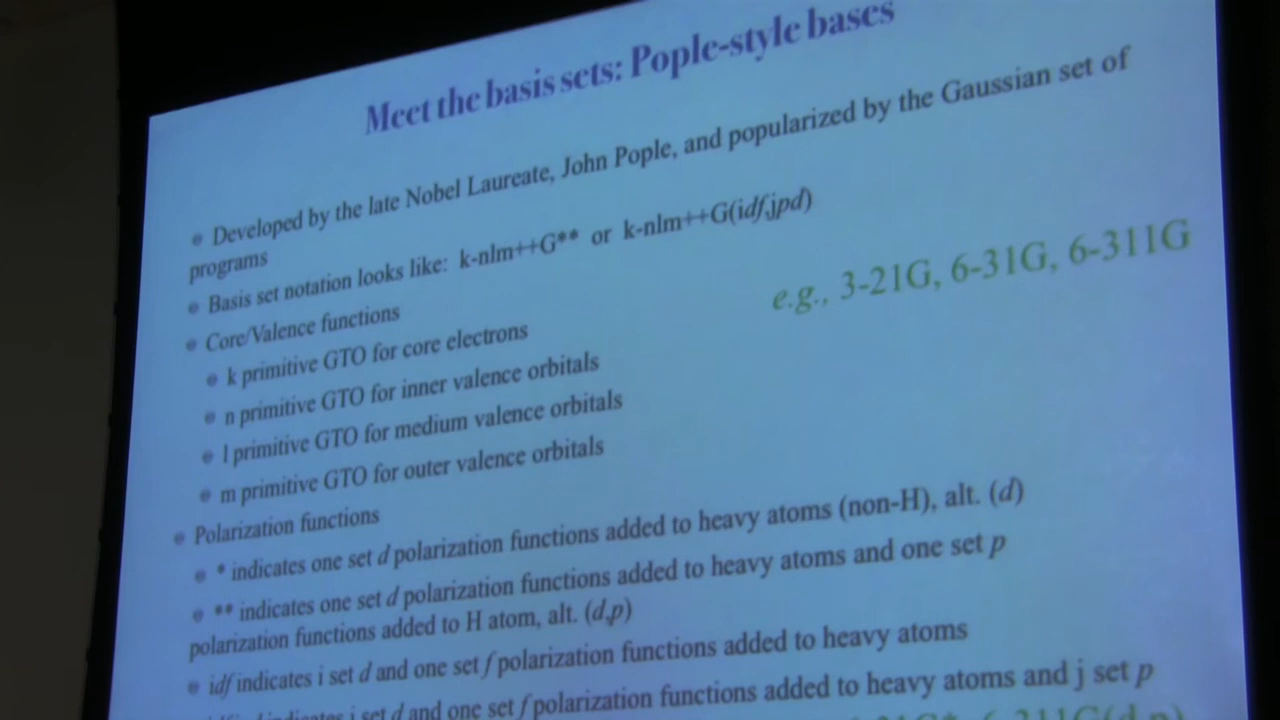 Meet the basis sets: Pople-style bases
Developed by the late Nobel Laureate, John Pople, and popularized by the Gaussian set of
programs
Basis set notation looks like: k-nlm++G** or k-nlm++G(idf,jpd)
e.g., 3-21G, 6-31G, 6-311G
Core/Valence functions
k primitive GTO for core electrons
n primitive GTO for inner valence orbitals
l primitive GTO for medium valence orbitals
m primitive GTO for outer valence orbitals
Polarization functions
* indicates one set d polarization functions added to heavy atoms (non-H), alt. (d)
** indicates one set d polarization functions added to heavy atoms and one set p
polarization functions added to H atom, alt. (d,p)
idf indicates i set d and one set f polarization functions added to heavy atoms
indicates i set d and one set f polarization functions added to heavy atoms and j set p